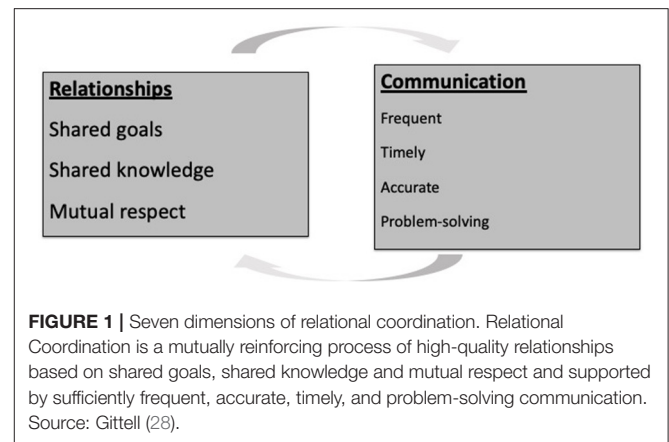 Relationships
Shared goals
Shared knowledge
Mutual respect
Communication
Frequent
Timely
Accurate
Problem-solving
FIGURE 1 | Seven dimensions of relational coordination. Relational
Coordination is a mutually reinforcing process of high-quality relationships
based on shared goals, shared knowledge and mutual respect and supported
by sufficiently frequent, accurate, timely, and problem-solving communication.
Source: Gittell (28).